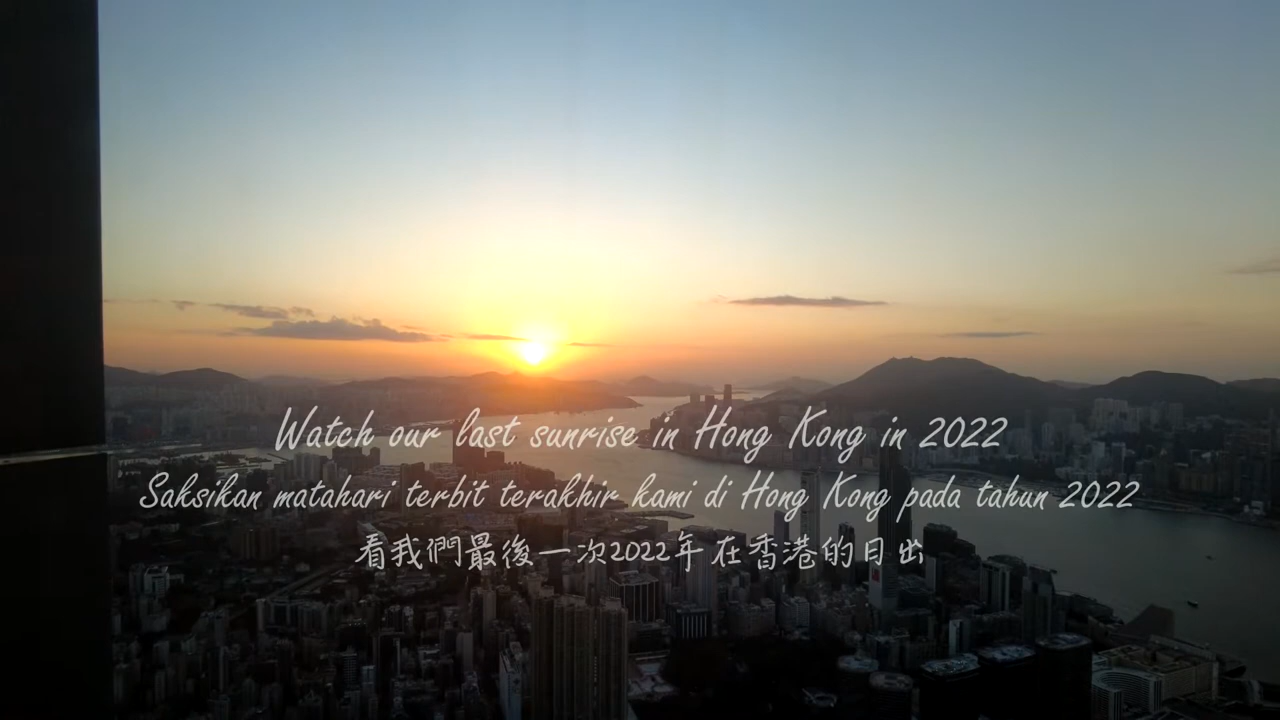 Watch our last sunrise in Hong Kong in 2022
Saksikan matahari terbit terakhir kami di Hong Kong pada tahun 2022
看我們最後一次2022年 在香港的日出